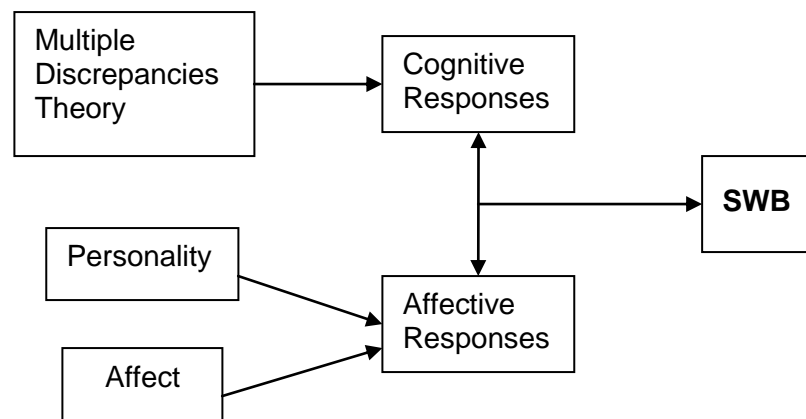 Multiple
Discrepancies
Theory
Cognitive
Responses
SWB
Personality
Affective
Responses
Affect